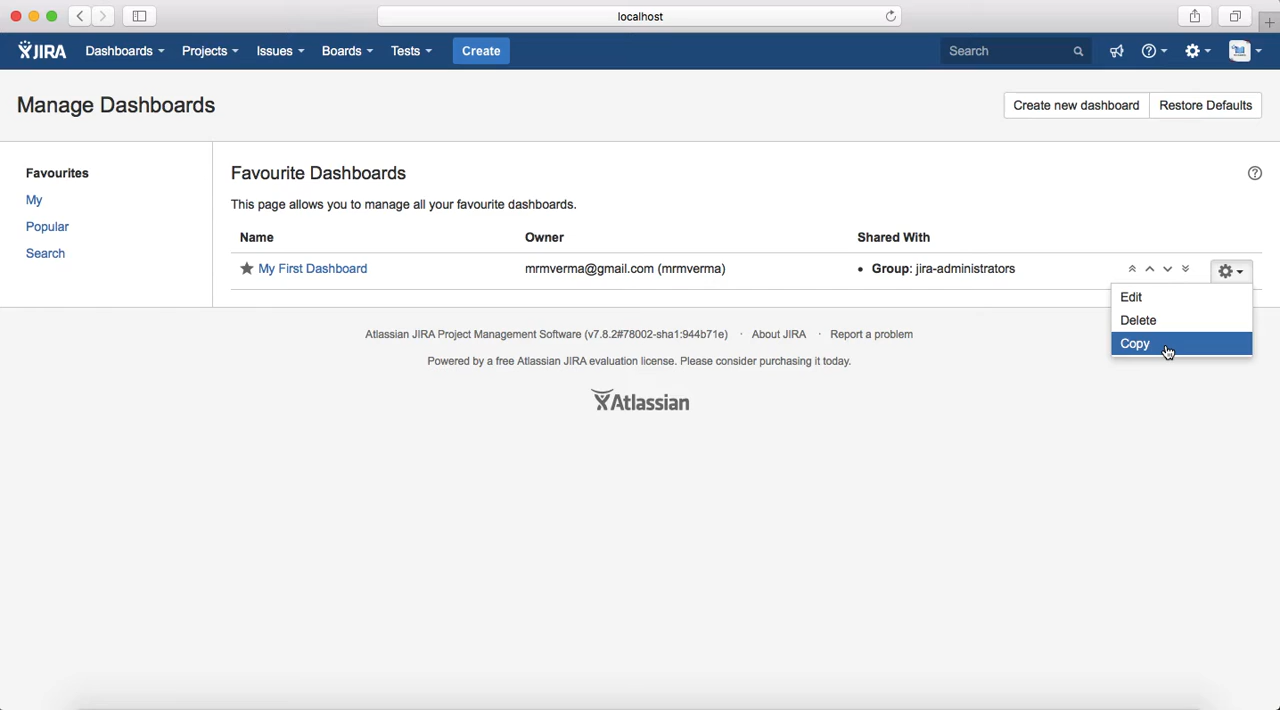 localhost
JIRA Dashboards Projects Issues Boards Tests Create Search
Manage Dashboards
Create new dashboard Restore Defaults
Favourites
My
Popular
Search
Favourite Dashboards
This page allows you to manage all your favourite dashboards.
Name Owner Shared With
My First Dashboard mrmverma@gmail.com (mrmverma) • Group: jira-administrators
Edit
Delete
Copy
Atlassian JIRA Project Management Software (v7.8.2#78002-sha1:944b71e) · About JIRA · Report a problem
Powered by a free Atlassian JIRA evaluation license. Please consider purchasing it today.
Atlassian